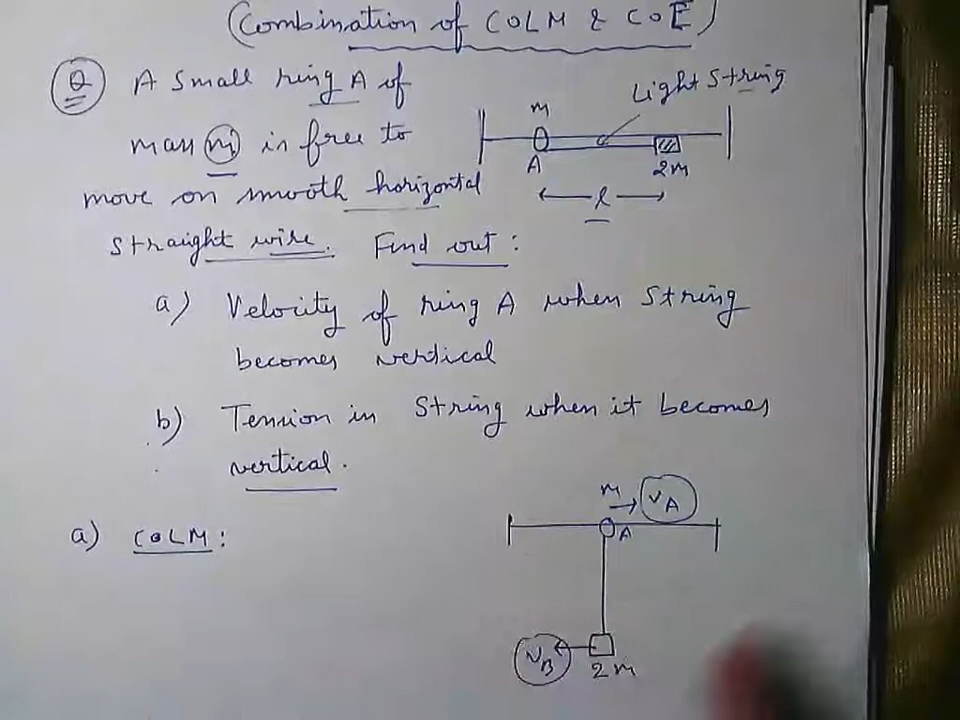 (Combination of COLM & COE)
Q A small ring A of
mass m is free to
move on smooth horizontal
straight wire. Find out:
Light String
m
A
2m
l
a) Velocity of ring A when string
becomes vertical
b) Tension in string when it becomes
vertical.
a) COLM:
m
vA
A
vB
2m